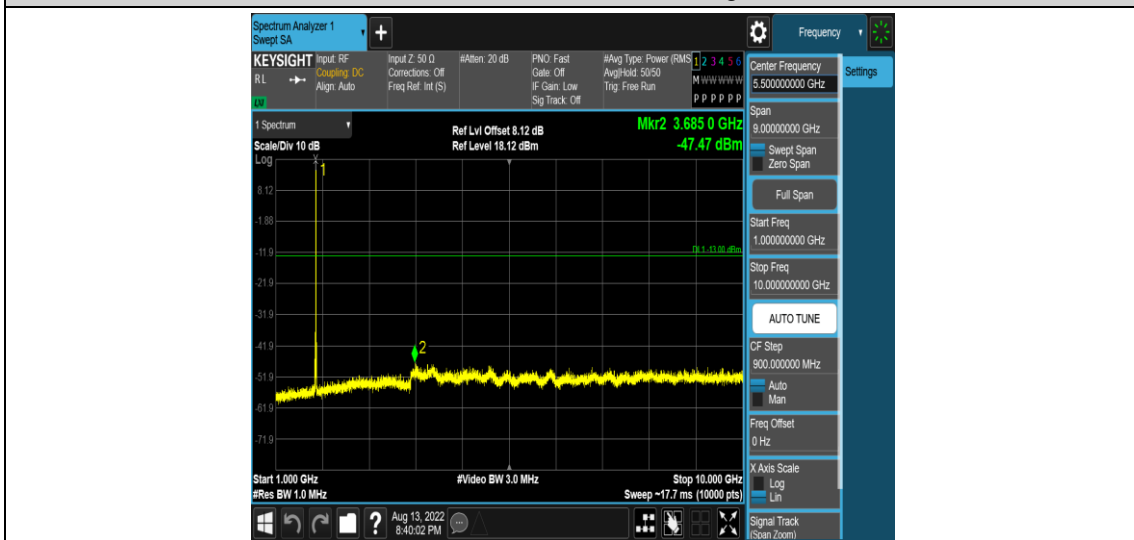 Spectrum Analyzer 1
Swept SA
+
Frequency
KEYSIGHT
RL
Input: RF
Coupling: DC
Align: Auto
Input Z: 50 Ω
Corrections: Off
Freq Ref: Int (S)
#Atten: 20 dB
PNO: Fast
Gate: Off
IF Gain: Low
Sig Track: Off
#Avg Type: Power (RMS
Avg|Hold: 50/50
Trig: Free Run
1 2 3 4 5 6
M W W W W W
P P P P P P
1 Spectrum
Scale/Div 10 dB
Log
Ref Lvl Offset 8.12 dB
Ref Level 18.12 dBm
Mkr2 3.685 0 GHz
-47.47 dBm
1
8.12
-1.88
-11.9
DL1 -13.00 dBm
-21.9
-31.9
-41.9
2
-51.9
-61.9
-71.9
Start 1.000 GHz
#Res BW 1.0 MHz
#Video BW 3.0 MHz
Stop 10.000 GHz
Sweep ~17.7 ms (10000 pts)
Center Frequency
5.500000000 GHz
Settings
Span
9.00000000 GHz
Swept Span
Zero Span
Full Span
Start Freq
1.000000000 GHz
Stop Freq
10.000000000 GHz
AUTO TUNE
CF Step
900.000000 MHz
Auto
Man
Freq Offset
0 Hz
X Axis Scale
Log
Lin
Signal Track
(Span Zoom)
?
Aug 13, 2022
8:40:02 PM